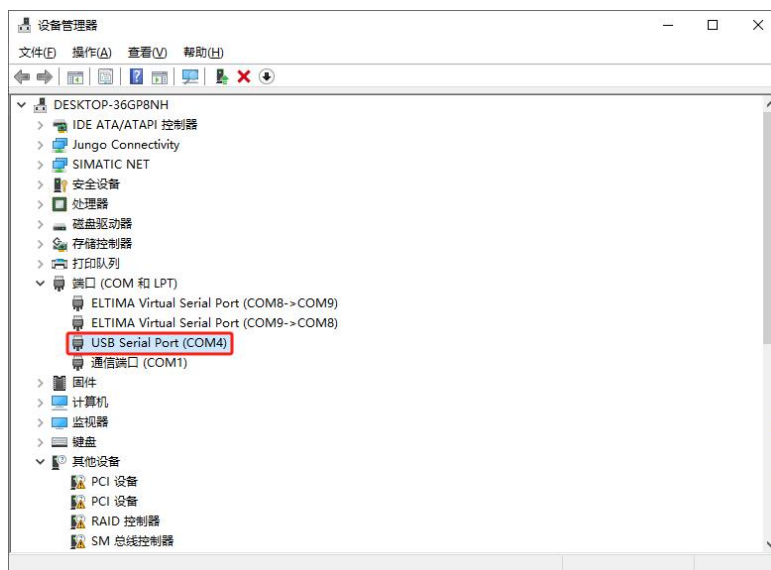 设备管理器
文件(F) 操作(A) 查看(V) 帮助(H)
DESKTOP-36GP8NH
IDE ATA/ATAPI 控制器
Jungo Connectivity
SIMATIC NET
安全设备
处理器
磁盘驱动器
存储控制器
打印队列
端口 (COM 和 LPT)
ELTIMA Virtual Serial Port (COM8->COM9)
ELTIMA Virtual Serial Port (COM9->COM8)
USB Serial Port (COM4)
通信端口 (COM1)
固件
计算机
监视器
键盘
其他设备
PCI 设备
PCI 设备
RAID 控制器
SM 总线控制器